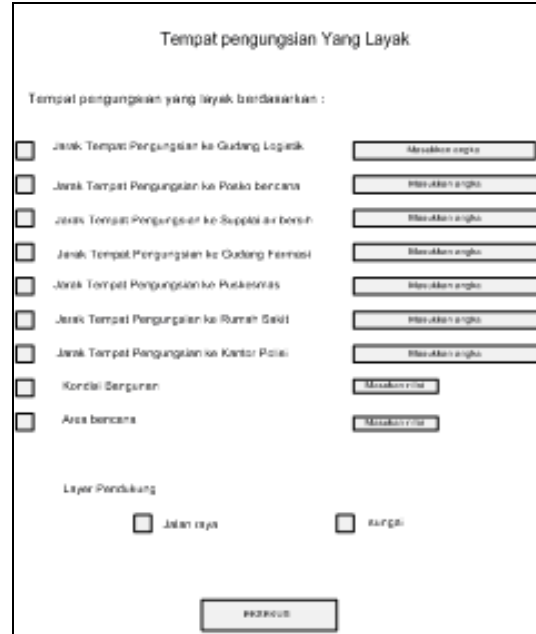 Tempat pengungsian Yang Layak
Tempat pengungsian yang layak berdasarkan :
Jarak Tempat Pengungsian ke Gudang Logistik Masukkan angka
Jarak Tempat Pengungsian ke Posko bencana Masukkan angka
Jarak Tempat Pengungsian ke Supplai air bersih Masukkan angka
Jarak Tempat Pengungsian ke Gudang Farmasi Masukkan angka
Jarak Tempat Pengungsian ke Puskesmas Masukkan angka
Jarak Tempat Pengungsian ke Rumah Sakit Masukkan angka
Jarak Tempat Pengungsian ke Kantor Polisi Masukkan angka
Kondisi Bangunan Masukan nilai
Area bencana Masukan nilai
Layer Pendukung
Jalan raya sungai